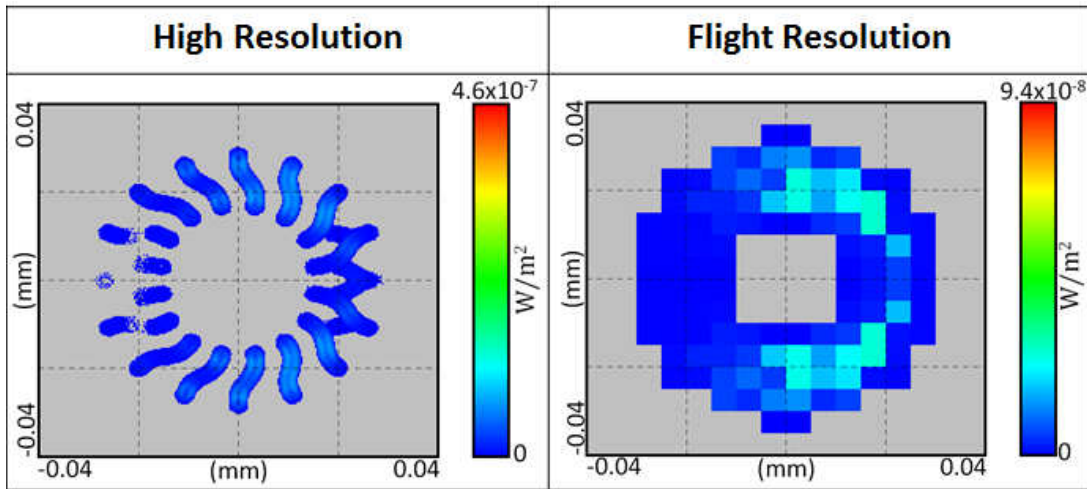 High Resolution
Flight Resolution
4.6x10-7
0.04
(mm)
-0.04
-0.04
(mm)
0.04
W/m²
0
9.4x10-8
0.04
(mm)
-0.04
-0.04
(mm)
0.04
W/m²
0